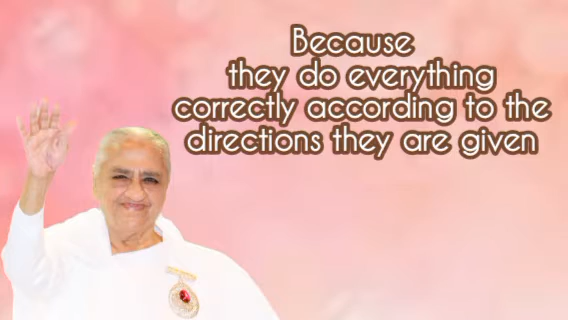 Because
they do everything
correctly according to the
directions they are given